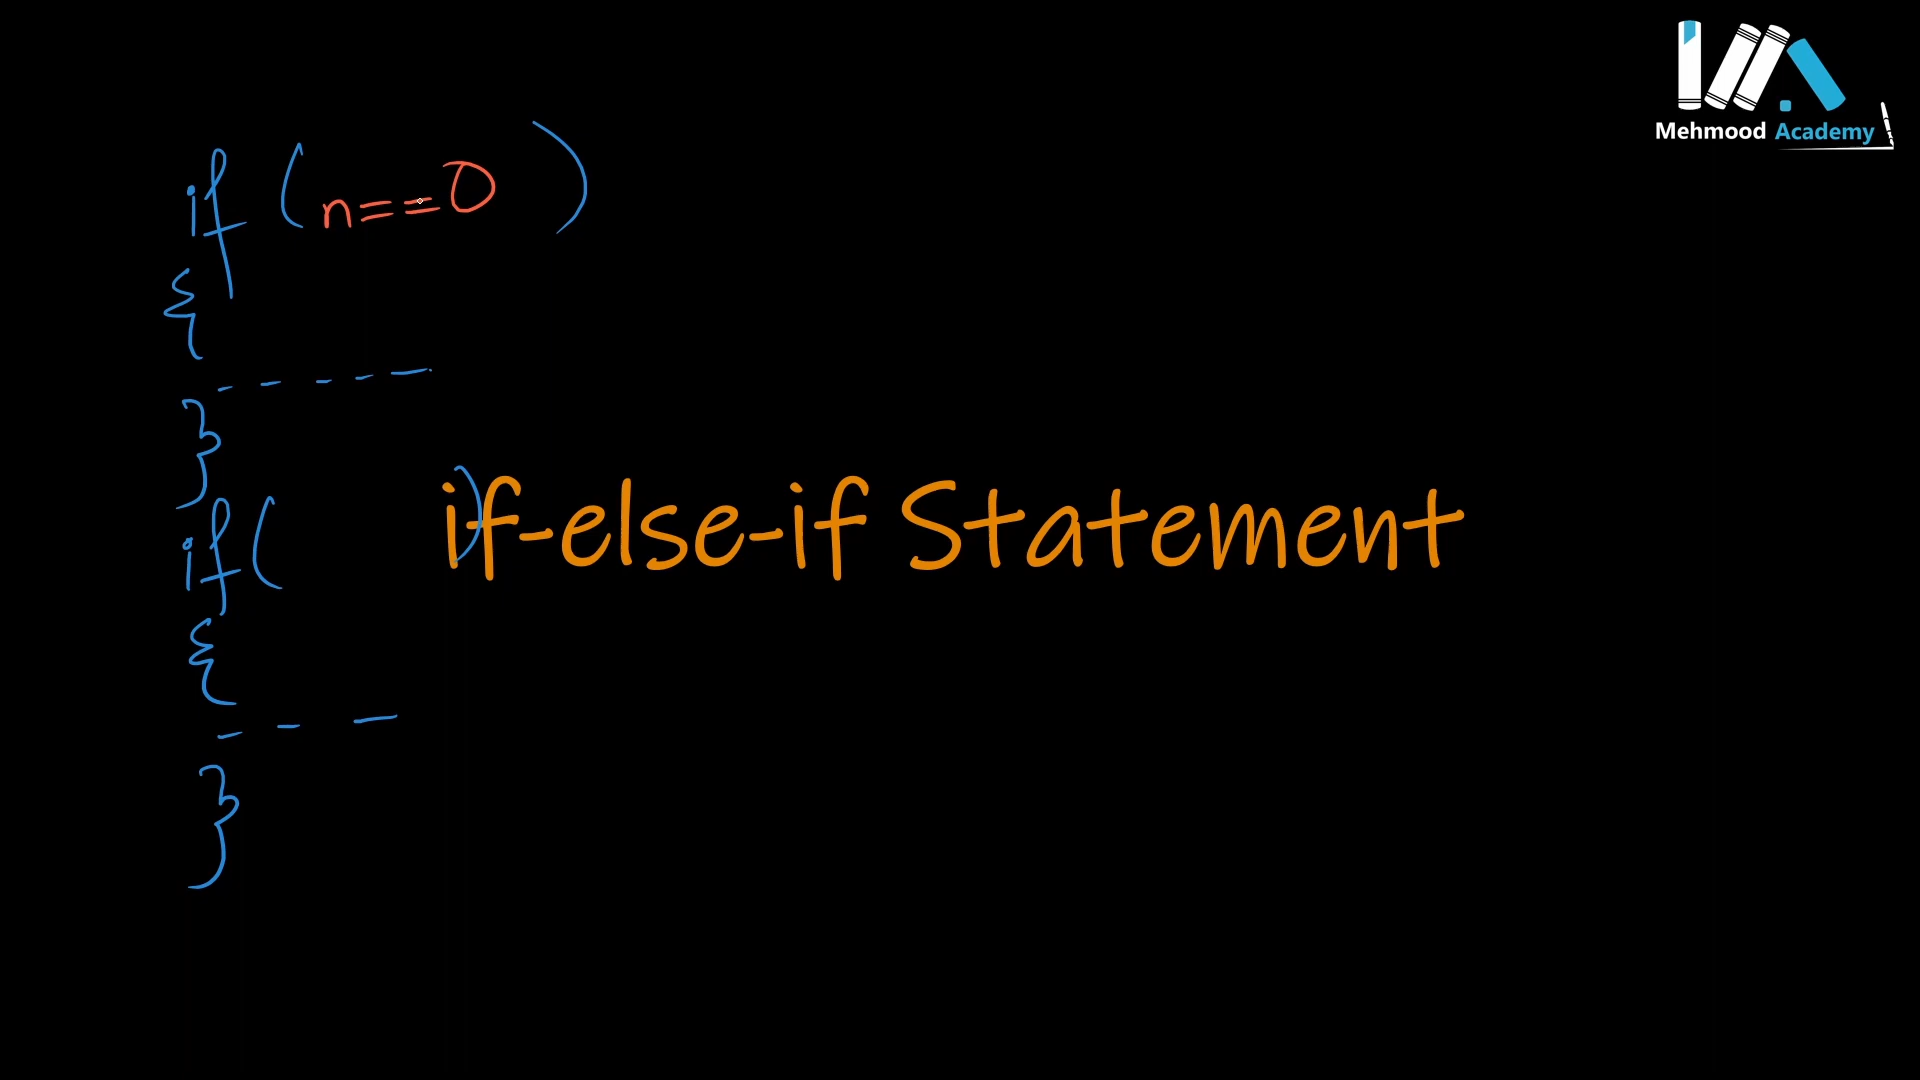 Mehmood Academy
if (n==0)
{
- - - - -
}
if( )
if-else-if Statement
{
- - -
}